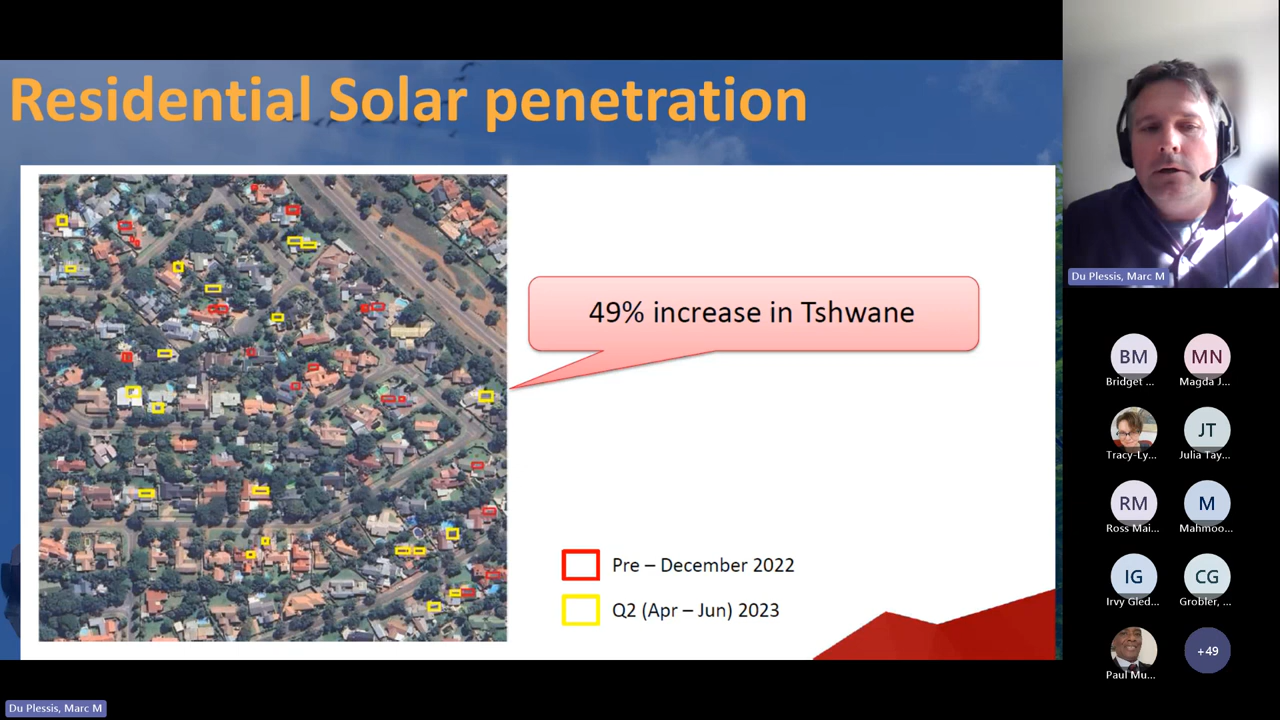 Residential Solar penetration
49% increase in Tshwane
Pre – December 2022
Q2 (Apr – Jun) 2023
Du Plessis, Marc M
BM
Bridget ...
MN
Magda J...
Tracy-Ly...
JT
Julia Tay...
RM
Ross Mai...
M
Mahmoo...
IG
Irvy Gled...
CG
Grobler, ...
Paul Mu...
+49
Du Plessis, Marc M